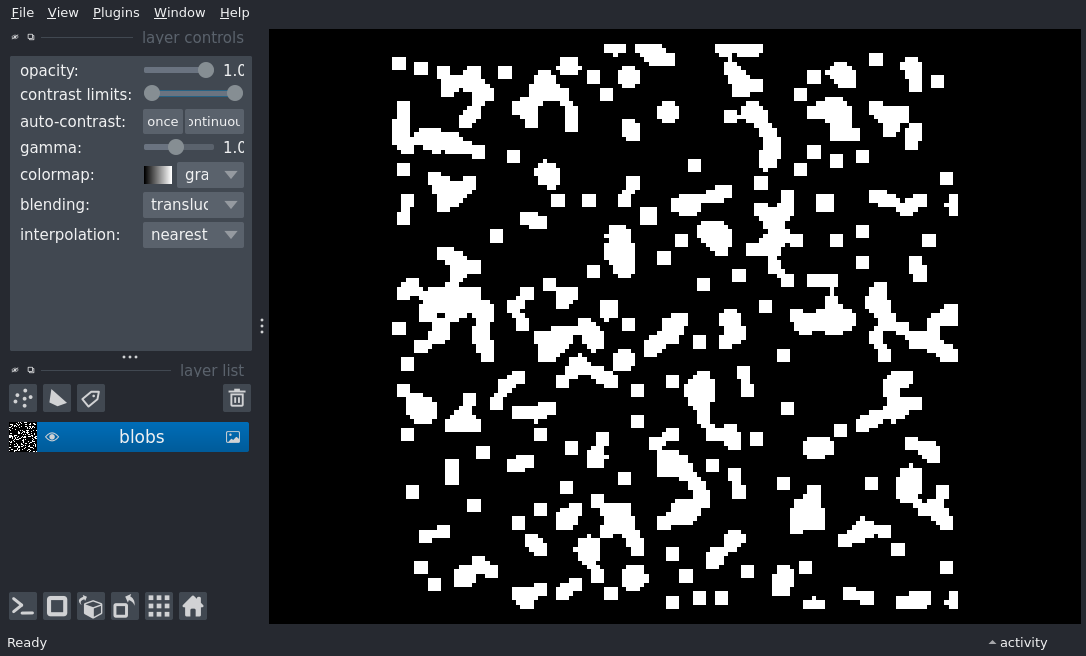 File View Plugins Window Help
layer controls
opacity: 1.0
contrast limits:
auto-contrast: once ontinuou
gamma: 1.0
colormap: gra
blending: transluc
interpolation: nearest
layer list
blobs
Ready
activity